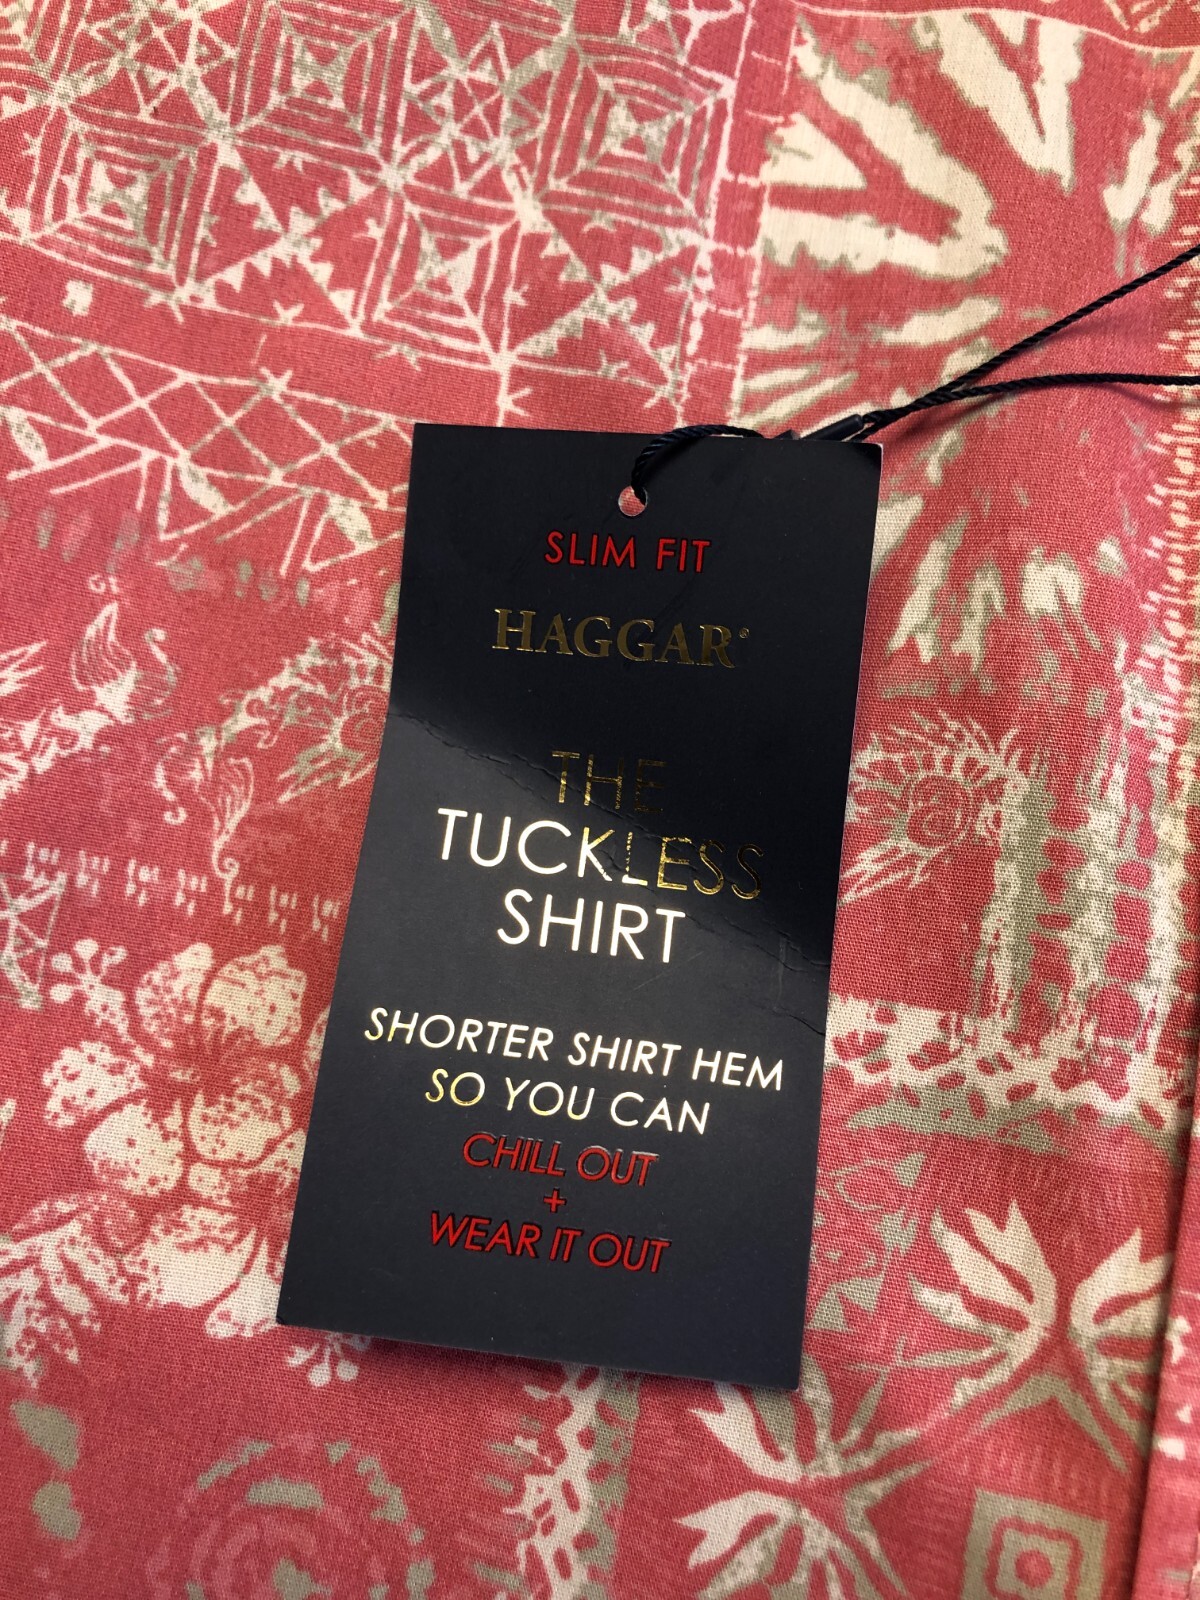 SLIM FIT
HAGGAR®
THE
TUCKLESS
SHIRT
SHORTER SHIRT HEM
SO YOU CAN
CHILL OUT
+
WEAR IT OUT